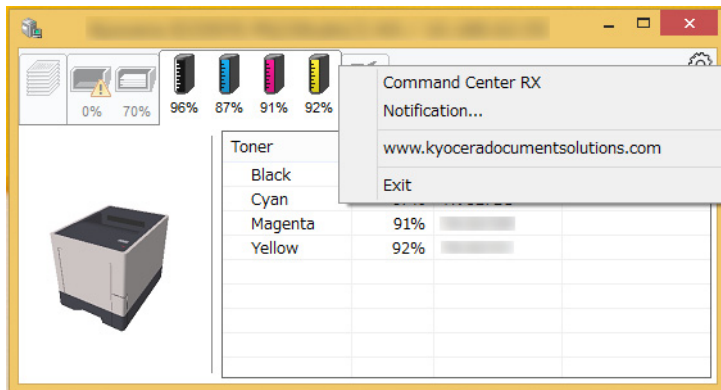 0% 70% 96% 87% 91% 92%
Command Center RX
Notification...
www.kyoceradocumentsolutions.com
Exit
Toner
Black
Cyan
Magenta 91%
Yellow 92%